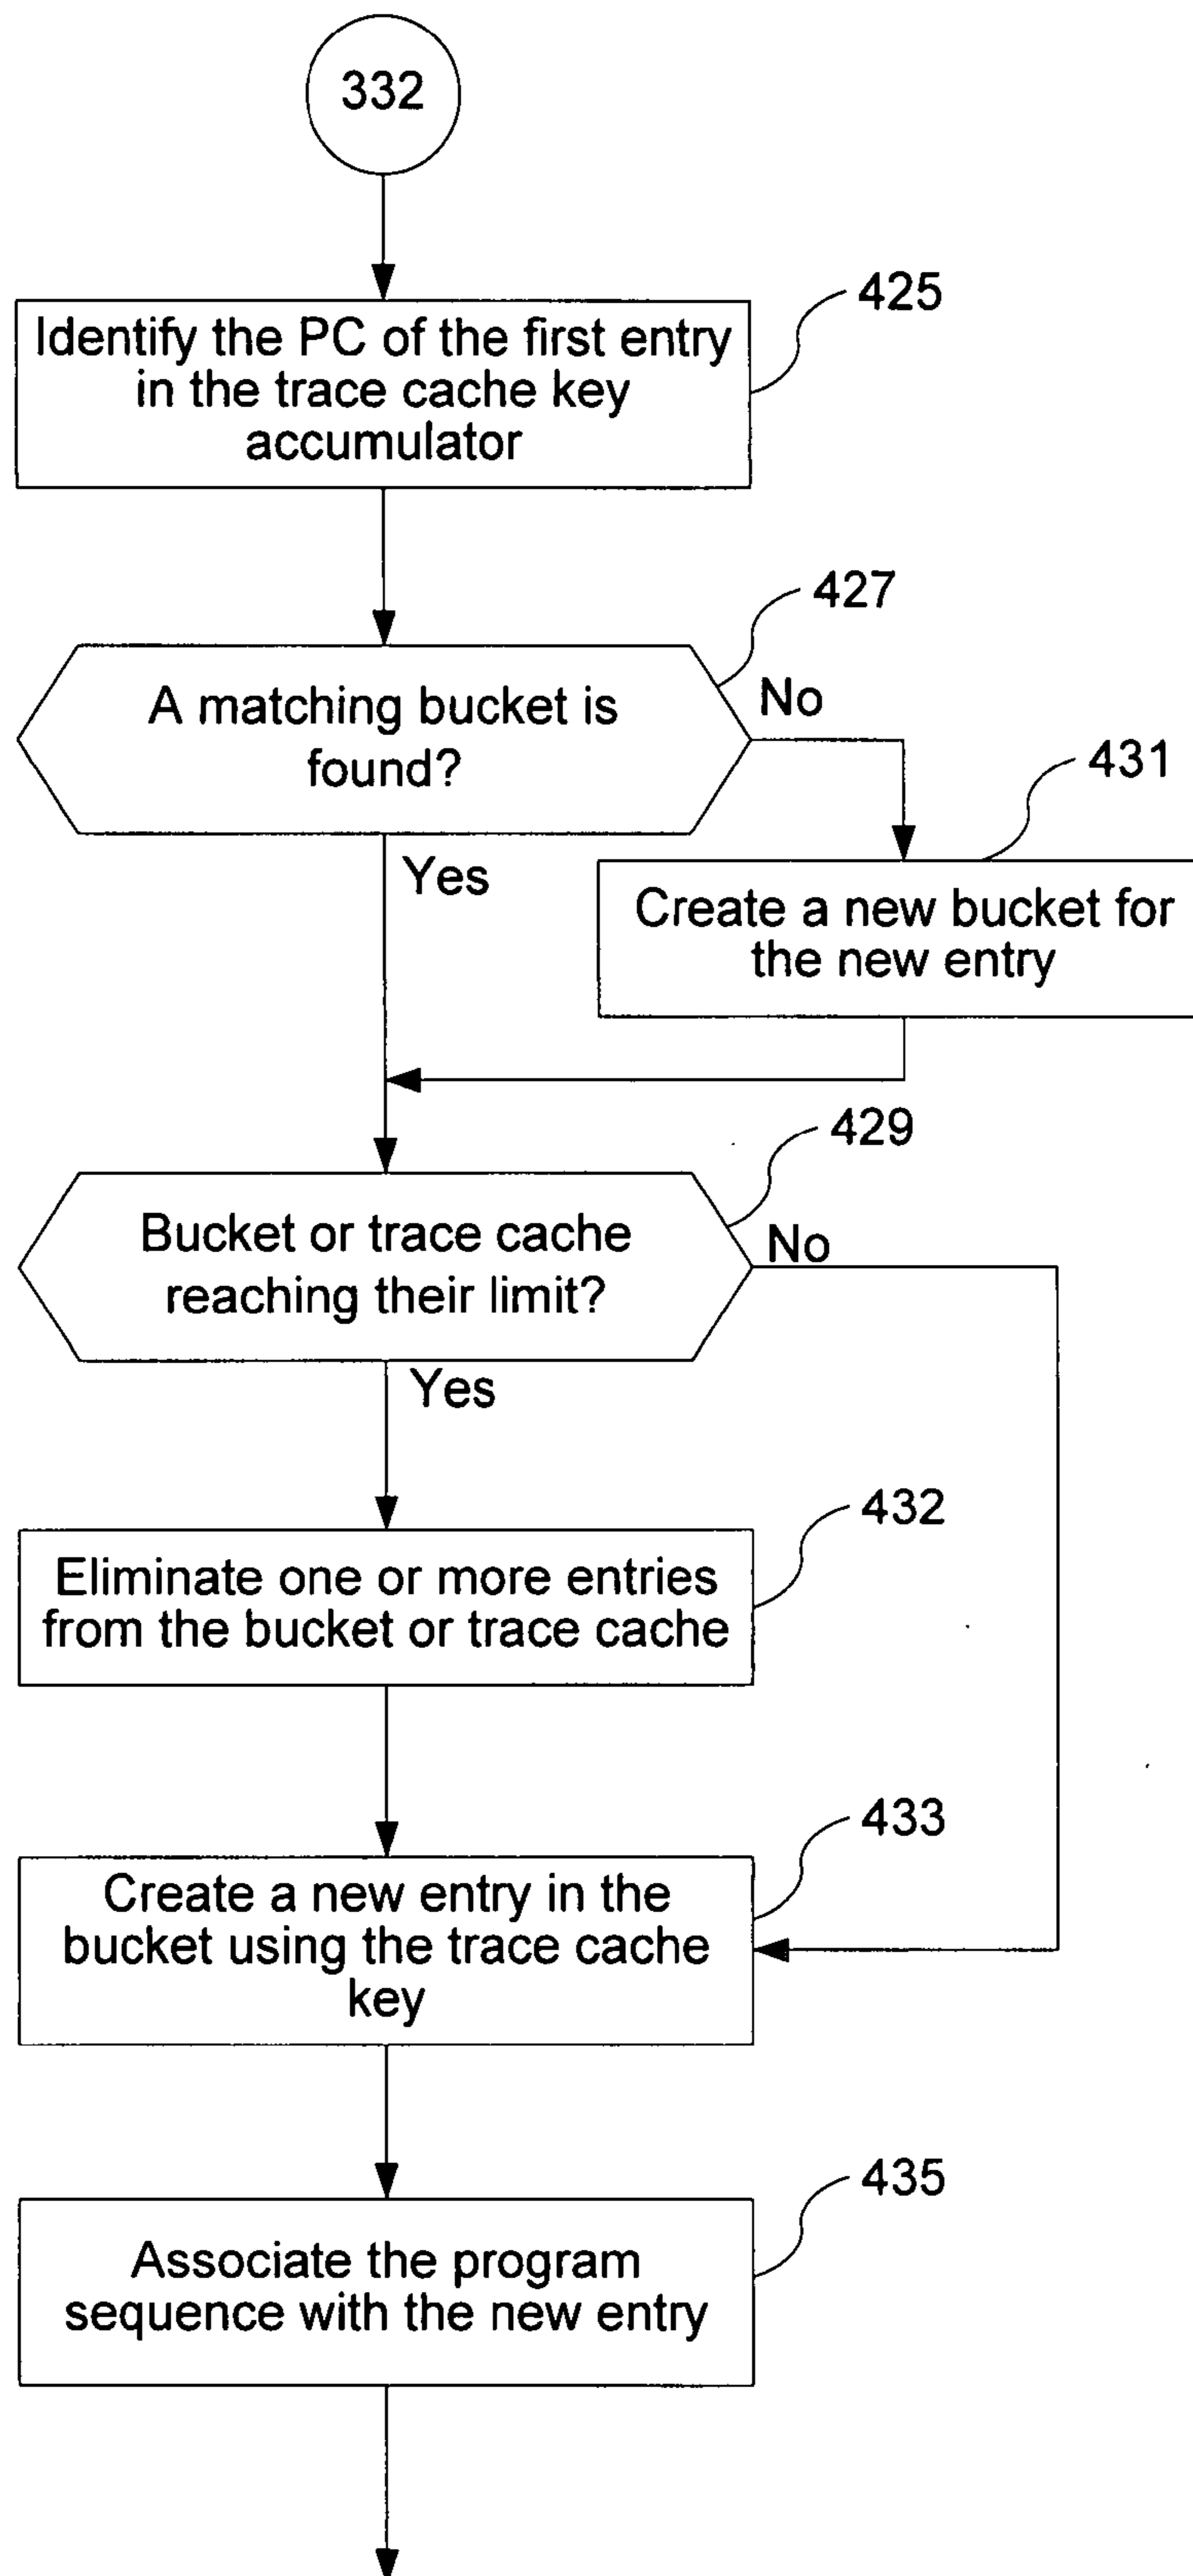 332
425
Identify the PC of the first entry
in the trace cache key
accumulator
427
A matching bucket is
found?
No
431
Yes
Create a new bucket for
the new entry
429
Bucket or trace cache
reaching their limit?
No
Yes
432
Eliminate one or more entries
from the bucket or trace cache
433
Create a new entry in the
bucket using the trace cache
key
435
Associate the program
sequence with the new entry